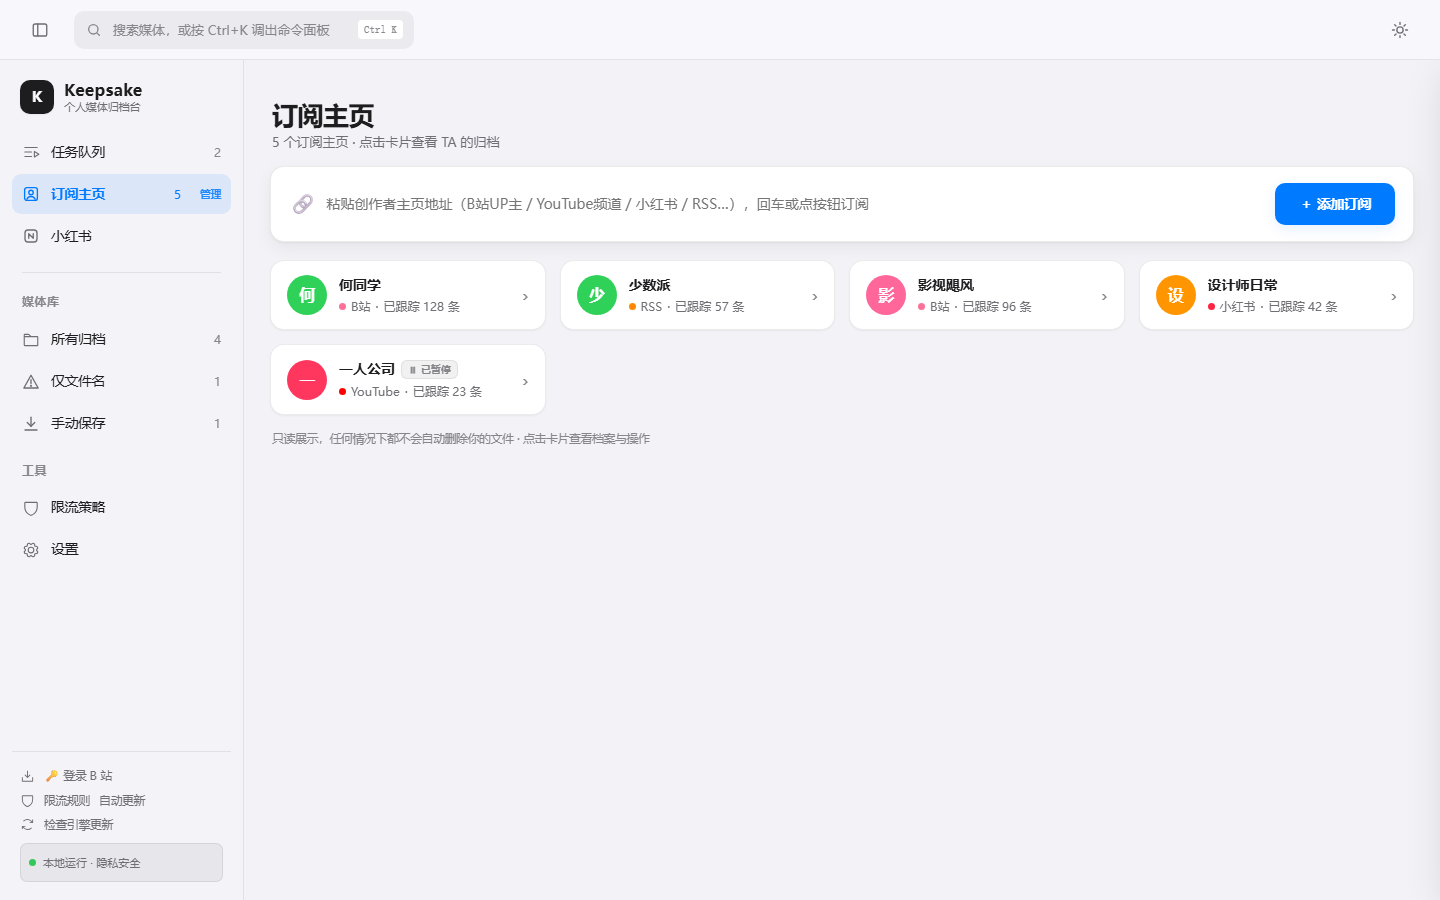 搜索媒体，或按 Ctrl+K 调出命令面板
Ctrl K
K
Keepsake
个人媒体归档台
任务队列 2
订阅主页 5 管理
小红书
媒体库
所有归档 4
仅文件名 1
手动保存 1
工具
限流策略
设置
🔑 登录 B 站
限流规则 自动更新
检查引擎更新
本地运行 · 隐私安全
订阅主页
5 个订阅主页 · 点击卡片查看 TA 的归档
粘贴创作者主页地址（B站UP主 / YouTube频道 / 小红书 / RSS…），回车或点按钮订阅
+ 添加订阅
何
何同学
B站 · 已跟踪 128 条
少
少数派
RSS · 已跟踪 57 条
影
影视飓风
B站 · 已跟踪 96 条
设
设计师日常
小红书 · 已跟踪 42 条
一
一人公司 ⏸ 已暂停
YouTube · 已跟踪 23 条
只读展示，任何情况下都不会自动删除你的文件 · 点击卡片查看档案与操作